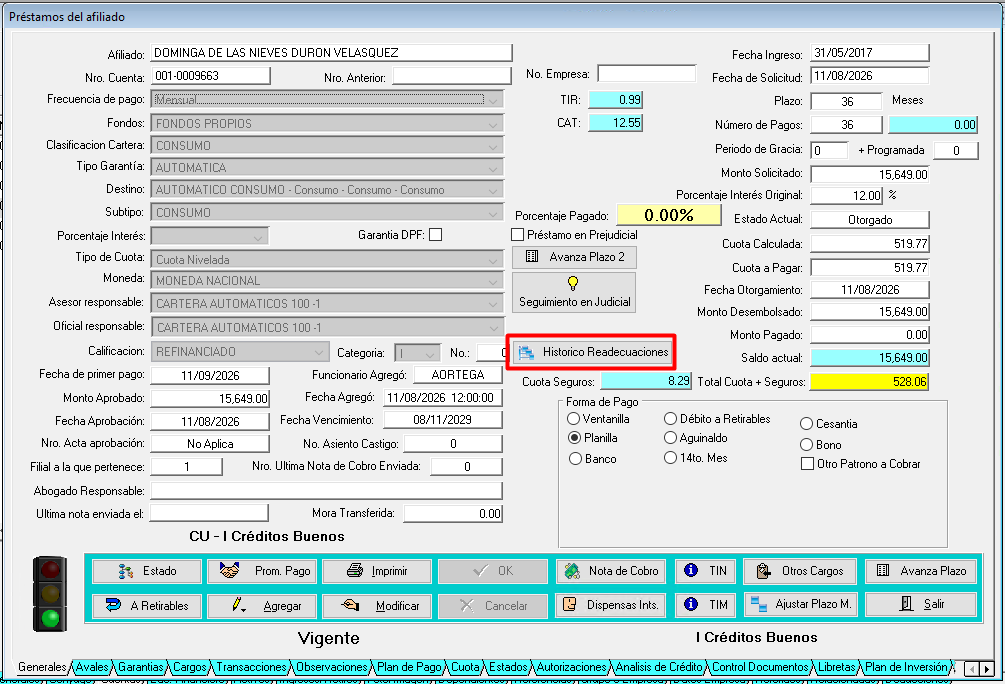 Préstamos del afiliado
Afiliado: DOMINGA DE LAS NIEVES DURON VELASQUEZ
Fecha Ingreso: 31/05/2017
Nro. Cuenta: 001-0009663 Nro. Anterior: No. Empresa:
Fecha de Solicitud: 11/08/2026
Frecuencia de pago: Mensual
TIR: 0.99
Plazo: 36 Meses
Fondos: FONDOS PROPIOS
CAT: 12.55
Número de Pagos: 36 0.00
Clasificacion Cartera: CONSUMO
Periodo de Gracia: 0 + Programada 0
Tipo Garantía: AUTOMATICA
Monto Solicitado: 15,649.00
Destino: AUTOMATICO CONSUMO - Consumo - Consumo - Consumo
Porcentaje Interés Original: 12.00 %
Subtipo: CONSUMO
Porcentaje Pagado: 0.00%
Estado Actual: Otorgado
Porcentaje Interés: Garantia DPF:
Préstamo en Prejudicial
Cuota Calculada: 519.77
Tipo de Cuota: Cuota Nivelada
Avanza Plazo 2
Cuota a Pagar: 519.77
Moneda: MONEDA NACIONAL
Fecha Otorgamiento: 11/08/2026
Asesor responsable: CARTERA AUTOMATICOS 100 -1
Seguimiento en Judicial
Monto Desembolsado: 15,649.00
Oficial responsable: CARTERA AUTOMATICOS 100 -1
Monto Pagado: 0.00
Calificacion: REFINANCIADO Categoria: I No.: 0
Historico Readecuaciones
Saldo actual: 15,649.00
Fecha de primer pago: 11/09/2026 Funcionario Agregó: AORTEGA
Cuota Seguros: 8.29 Total Cuota + Seguros: 528.06
Monto Aprobado: 15,649.00 Fecha Agregó: 11/08/2026 12:00:00
Forma de Pago
Fecha Aprobación: 11/08/2026 Fecha Vencimiento: 08/11/2029
Ventanilla Débito a Retirables Cesantia
Nro. Acta aprobación: No Aplica No. Asiento Castigo: 0
Planilla Aguinaldo Bono
Filial a la que pertenece: 1 Nro. Ultima Nota de Cobro Enviada: 0
Banco 14to. Mes Otro Patrono a Cobrar
Abogado Responsable:
Ultima nota enviada el: Mora Transferida: 0.00
CU - I Créditos Buenos
Estado Prom. Pago Imprimir OK Nota de Cobro TIN Otros Cargos Avanza Plazo
A Retirables Agregar Modificar Cancelar Dispensas Ints. TIM Ajustar Plazo M. Salir
Vigente I Créditos Buenos
Generales Avales Garantias Cargos Transacciones Observaciones Plan de Pago Cuota Estados Autorizaciones Analisis de Crédito Control Documentos Libretas Plan de Inversión